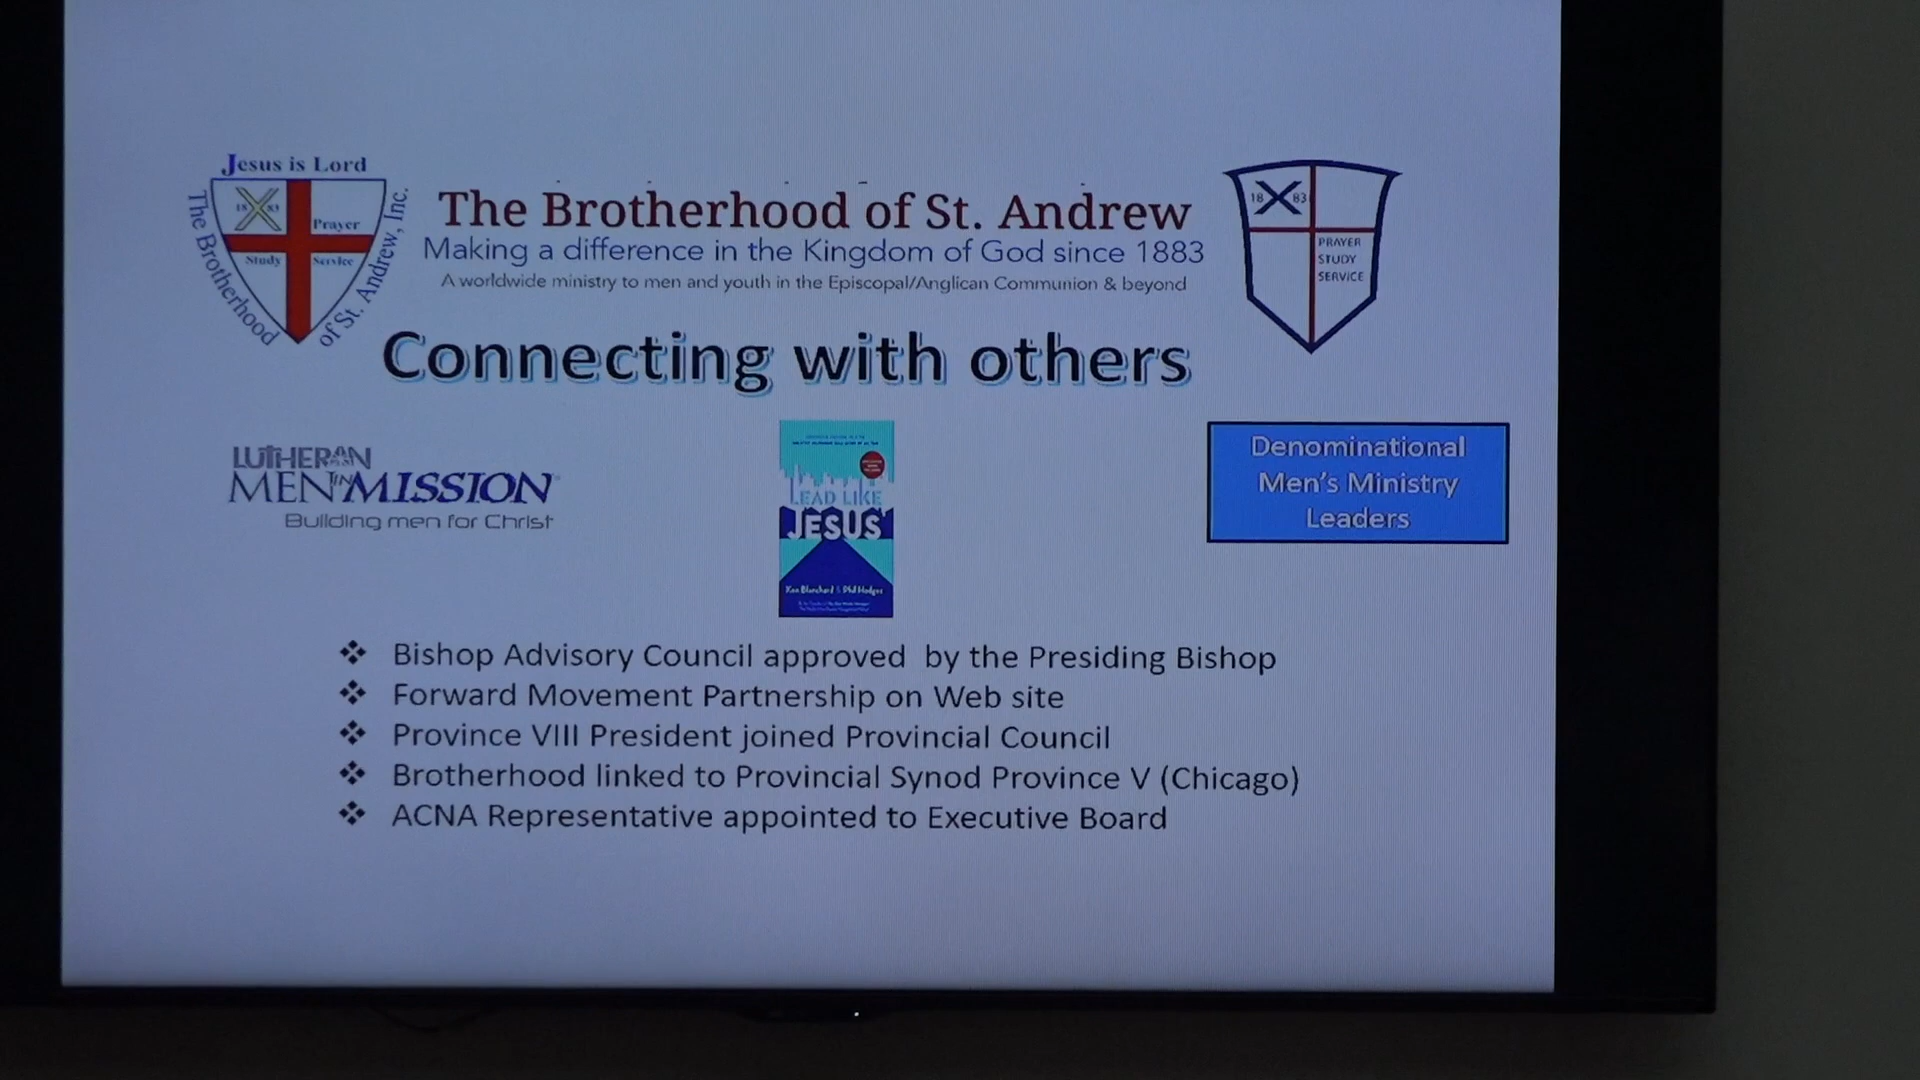 Jesus is Lord
The Brotherhood of St. Andrew, Inc.
18 83
Prayer
Study Service
The Brotherhood of St. Andrew
Making a difference in the Kingdom of God since 1883
A worldwide ministry to men and youth in the Episcopal/Anglican Communion & beyond
18 83
PRAYER
STUDY
SERVICE
Connecting with others
LUTHERAN
MEN IN MISSION
Building men for Christ
LEAD LIKE
JESUS
Ken Blanchard & Phil Hodges
Denominational
Men's Ministry
Leaders
❖ Bishop Advisory Council approved by the Presiding Bishop
❖ Forward Movement Partnership on Web site
❖ Province VIII President joined Provincial Council
❖ Brotherhood linked to Provincial Synod Province V (Chicago)
❖ ACNA Representative appointed to Executive Board